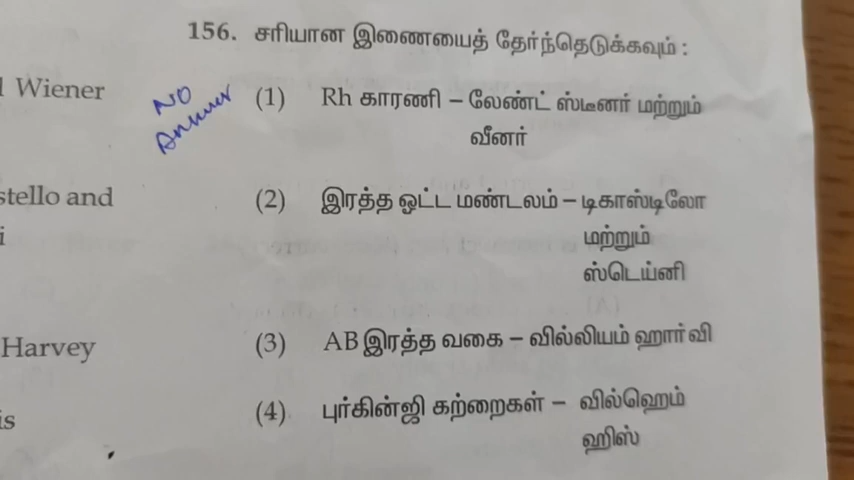 156. சரியான இணையைத் தேர்ந்தெடுக்கவும் :
Wiener
NO
Answer
(1) Rh காரணி – லேண்ட் ஸ்டீனர் மற்றும்
வீனர்
stello and
(2) இரத்த ஓட்ட மண்டலம் – டிகாஸ்டிலோ
i
மற்றும்
ஸ்டெய்னி
Harvey
(3) AB இரத்த வகை – வில்லியம் ஹார்வி
is
(4) புர்கின்ஜி கற்றைகள் – வில்ஹெம்
ஹிஸ்